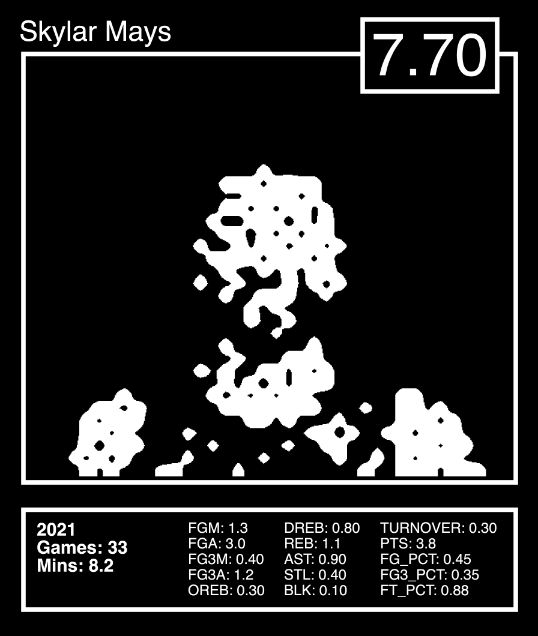 Skylar Mays
7.70
2021
Games: 33
Mins: 8.2
FGM: 1.3
FGA: 3.0
FG3M: 0.40
FG3A: 1.2
OREB: 0.30
DREB: 0.80
REB: 1.1
AST: 0.90
STL: 0.40
BLK: 0.10
TURNOVER: 0.30
PTS: 3.8
FG_PCT: 0.45
FG3_PCT: 0.35
FT_PCT: 0.88